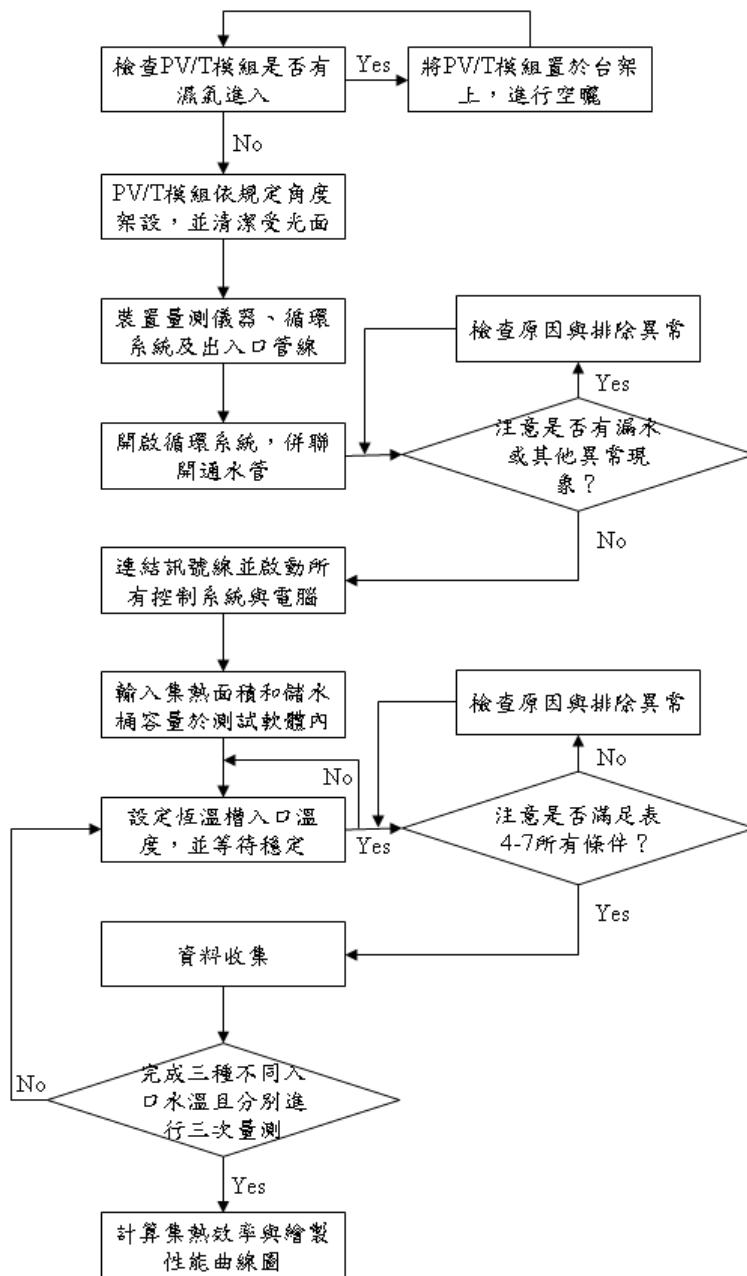 檢查PV/T模組是否有
濕氣進入
Yes
將PV/T模組置於台架
上，進行空曬
No
PV/T模組依規定角度
架設，並清潔受光面
裝置量測儀器、循環
系統及出入口管線
檢查原因與排除異常
Yes
開啟循環系統，併聯
開通水管
注意是否有漏水
或其他異常現
象？
No
連結訊號線並啟動所
有控制系統與電腦
輸入集熱面積和儲水
桶容量於測試軟體內
檢查原因與排除異常
No
No
設定恆溫槽入口溫
度，並等待穩定
Yes
注意是否滿足表
4-7所有條件？
Yes
資料收集
No
完成三種不同入
口水溫且分別進
行三次量測
Yes
計算集熱效率與繪製
性能曲線圖